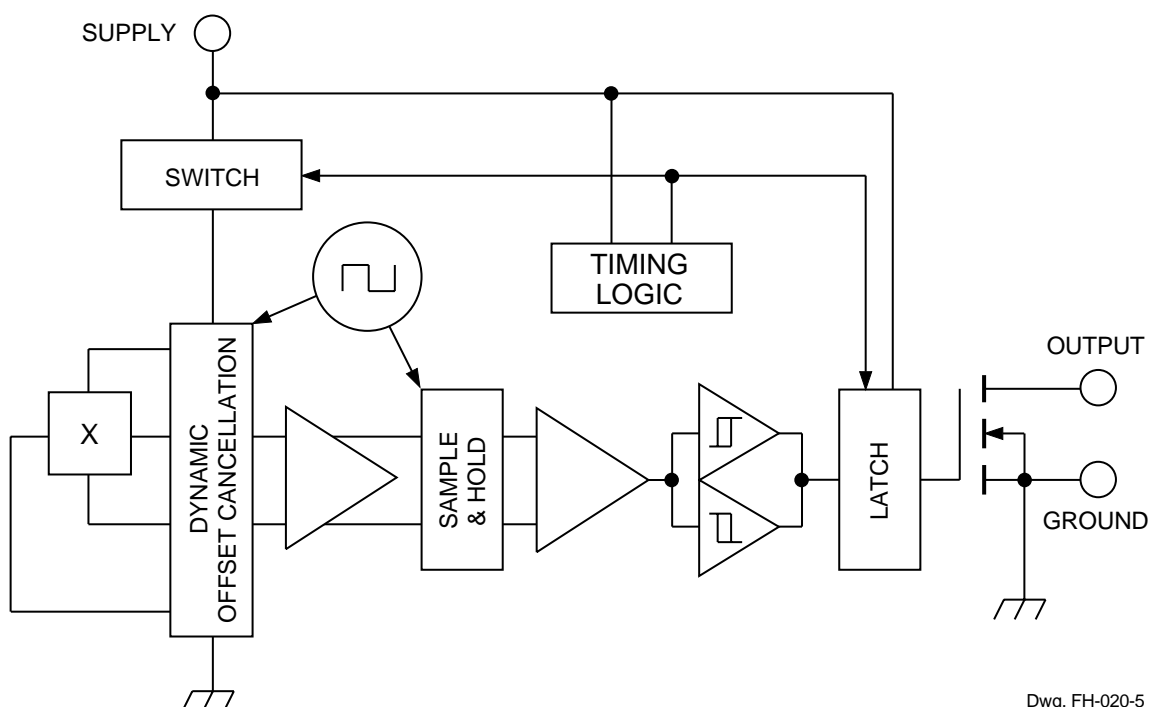 SUPPLY
SWITCH
TIMING
LOGIC
DYNAMIC
OFFSET CANCELLATION
X
SAMPLE
& HOLD
LATCH
OUTPUT
GROUND
Dwg. FH-020-5